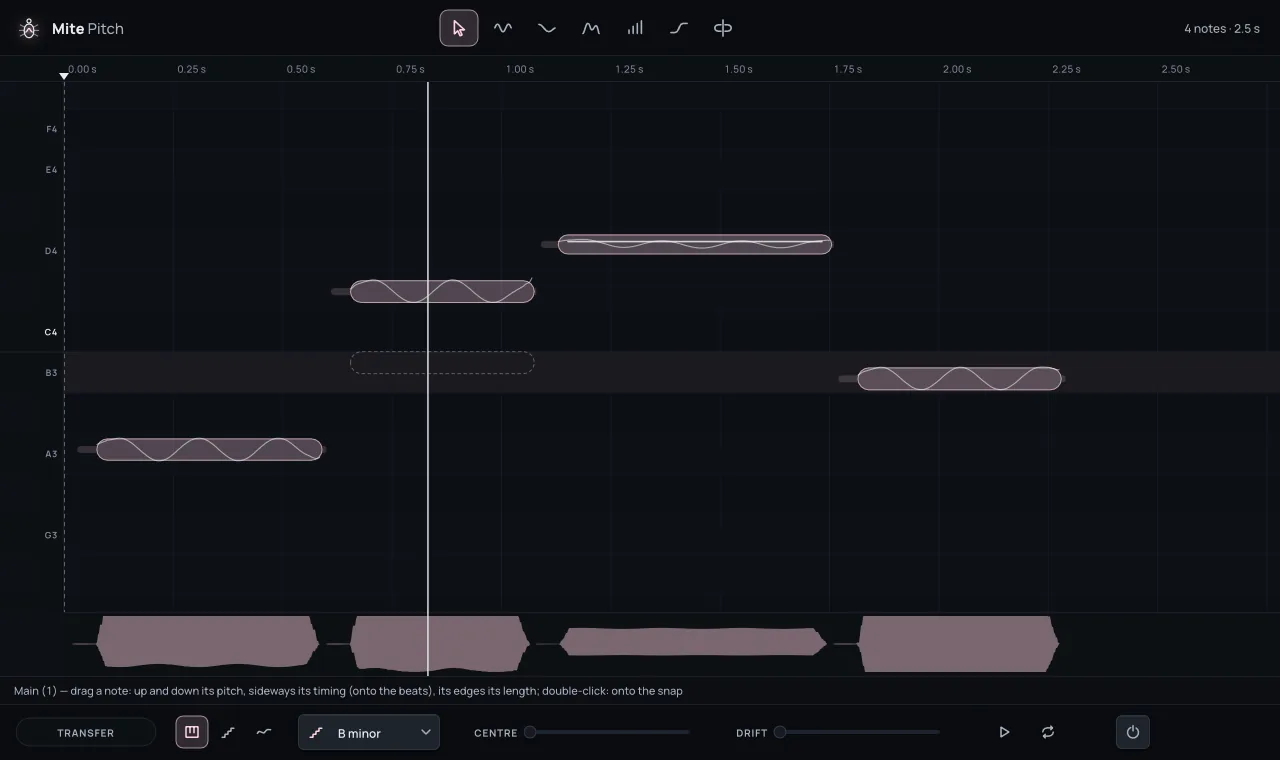 Mite Pitch
4 notes · 2.5 s
0.00 s 0.25 s 0.50 s 0.75 s 1.00 s 1.25 s 1.50 s 1.75 s 2.00 s 2.25 s 2.50 s
F4
E4
D4
C4
B3
A3
G3
Main (1) — drag a note: up and down its pitch, sideways its timing (onto the beats), its edges its length; double-click: onto the snap
TRANSFER B minor CENTRE DRIFT